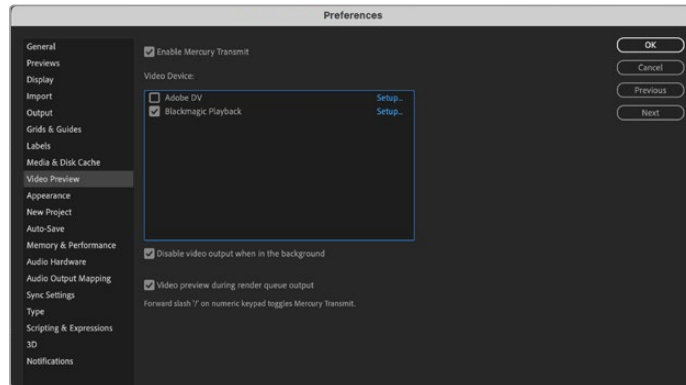 Preferences
General
Previews
Display
Import
Output
Grids & Guides
Labels
Media & Disk Cache
Video Preview
Appearance
New Project
Auto-Save
Memory & Performance
Audio Hardware
Audio Output Mapping
Sync Settings
Type
Scripting & Expressions
3D
Notifications
Enable Mercury Transmit
Video Device:
Adobe DV Setup...
Blackmagic Playback Setup...
Disable video output when in the background
Video preview during render queue output
Forward slash '/' on numeric keypad toggles Mercury Transmit.
OK
Cancel
Previous
Next